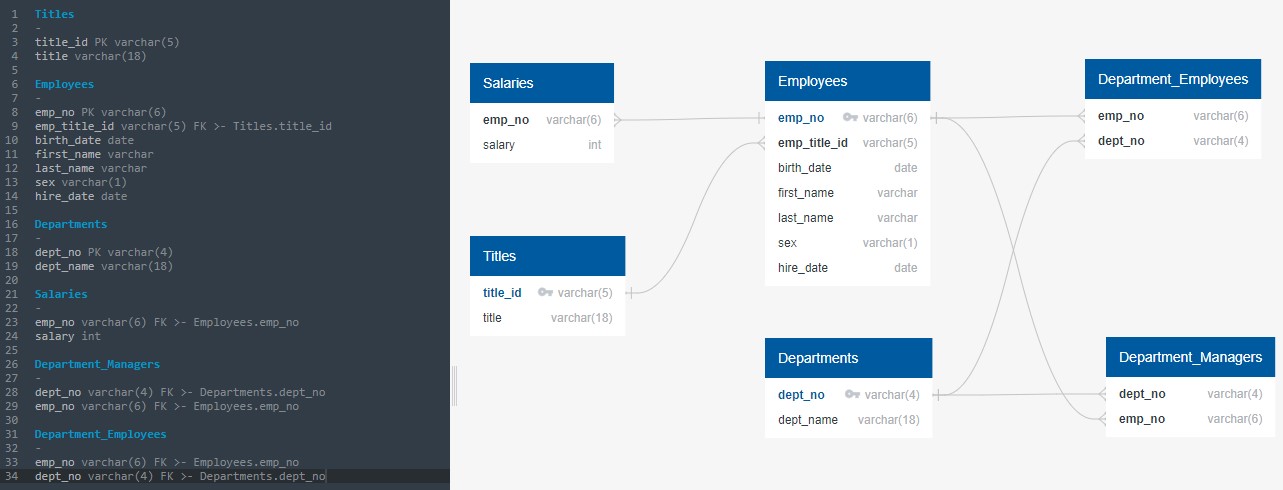 1 Titles
2 -
3 title_id PK varchar(5)
4 title varchar(18)
5
6 Employees
7 -
8 emp_no PK varchar(6)
9 emp_title_id varchar(5) FK >- Titles.title_id
10 birth_date date
11 first_name varchar
12 last_name varchar
13 sex varchar(1)
14 hire_date date
15
16 Departments
17 -
18 dept_no PK varchar(4)
19 dept_name varchar(18)
20
21 Salaries
22 -
23 emp_no varchar(6) FK >- Employees.emp_no
24 salary int
25
26 Department_Managers
27 -
28 dept_no varchar(4) FK >- Departments.dept_no
29 emp_no varchar(6) FK >- Employees.emp_no
30
31 Department_Employees
32 -
33 emp_no varchar(6) FK >- Employees.emp_no
34 dept_no varchar(4) FK >- Departments.dept_no
Salaries
emp_no varchar(6)
salary int
Titles
title_id varchar(5)
title varchar(18)
Employees
emp_no varchar(6)
emp_title_id varchar(5)
birth_date date
first_name varchar
last_name varchar
sex varchar(1)
hire_date date
Departments
dept_no varchar(4)
dept_name varchar(18)
Department_Employees
emp_no varchar(6)
dept_no varchar(4)
Department_Managers
dept_no varchar(4)
emp_no varchar(6)